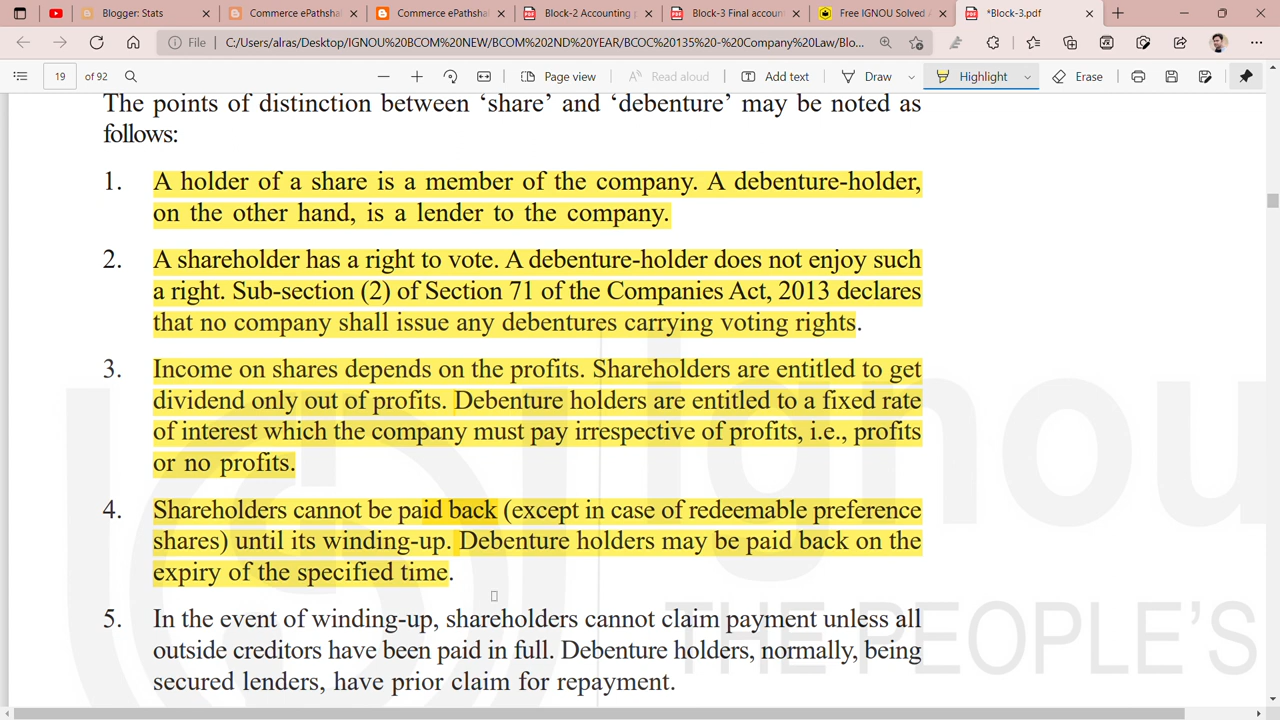 Blogger: Stats
Commerce ePathshal
Commerce ePathshal
Block-2 Accounting p
Block-3 Final account
Free IGNOU Solved A
*Block-3.pdf
File
C:/Users/alras/Desktop/IGNOU%20BCOM%20NEW/BCOM%202ND%20YEAR/BCOC%20135%20-%20Company%20Law/Blo...
19 of 92
Page view
Read aloud
Add text
Draw
Highlight
Erase
The points of distinction between ‘share’ and ‘debenture’ may be noted as
follows:
1. A holder of a share is a member of the company. A debenture-holder,
on the other hand, is a lender to the company.
2. A shareholder has a right to vote. A debenture-holder does not enjoy such
a right. Sub-section (2) of Section 71 of the Companies Act, 2013 declares
that no company shall issue any debentures carrying voting rights.
3. Income on shares depends on the profits. Shareholders are entitled to get
dividend only out of profits. Debenture holders are entitled to a fixed rate
of interest which the company must pay irrespective of profits, i.e., profits
or no profits.
4. Shareholders cannot be paid back (except in case of redeemable preference
shares) until its winding-up. Debenture holders may be paid back on the
expiry of the specified time.
5. In the event of winding-up, shareholders cannot claim payment unless all
outside creditors have been paid in full. Debenture holders, normally, being
secured lenders, have prior claim for repayment.
ignou
THE PEOPLE'S